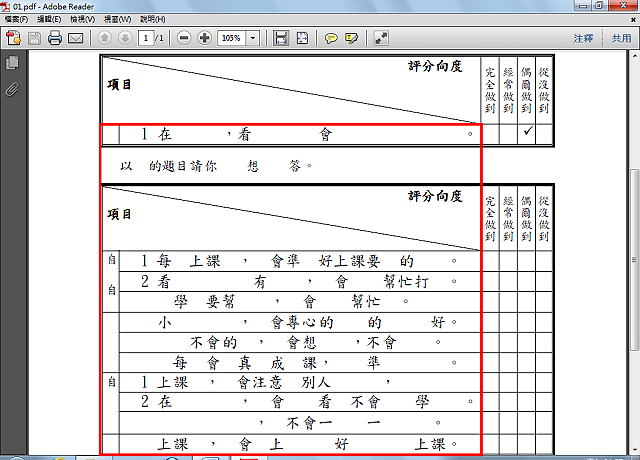 01.pdf - Adobe Reader
檔案(F) 編輯(E) 檢視(V) 視窗(W) 說明(H)
1 / 1 105% 注釋 共用
評分向度
項目
完全做到 經常做到 偶爾做到 從沒做到
1 在 ,看 會 。
以 的題目請你 想 答。
評分向度
項目
完全做到 經常做到 偶爾做到 從沒做到
自 1 每 上課 , 會準 好上課要 的 。
自 2 看 有 , 會 幫忙打 。
學 要幫 , 會 幫忙 。
小 , 會專心的 的 好。
不會的 , 會想 ,不會 。
每 會 真 成 課, 準 。
自 1 上課 , 會注意 別人 ,
2 在 , 會 看 不會 學 。
, 不會一 一 。
上課 , 會 上 好 上課。